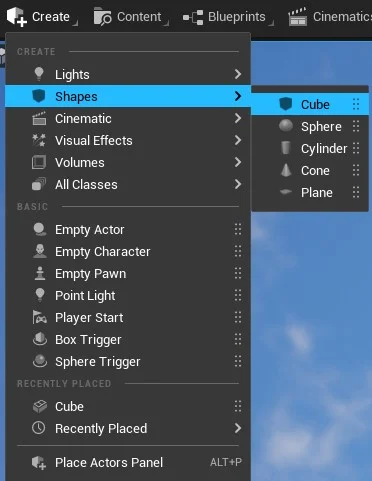 Create Content Blueprints Cinematics
CREATE
Lights
Shapes
Cube
Cinematic
Sphere
Visual Effects
Cylinder
Volumes
Cone
All Classes
Plane
BASIC
Empty Actor
Empty Character
Empty Pawn
Point Light
Player Start
Box Trigger
Sphere Trigger
RECENTLY PLACED
Cube
Recently Placed
Place Actors Panel ALT+P